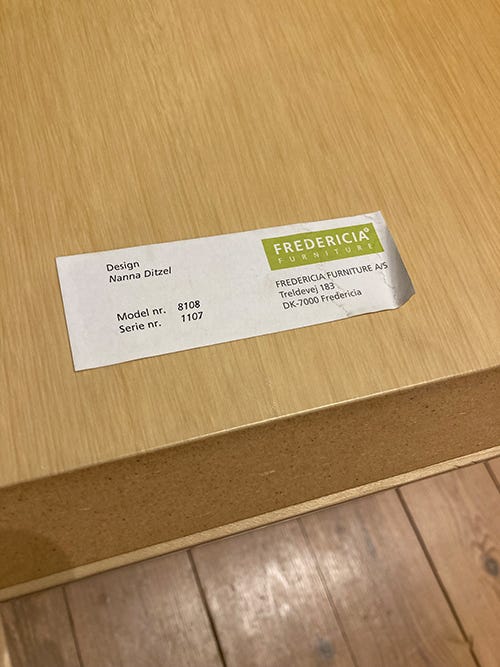 Design
Nanna Ditzel
Model nr. 8108
Serie nr. 1107
FREDERICIA
FURNITURE
FREDERICIA FURNITURE A/S
Treldevej 183
DK-7000 Fredericia